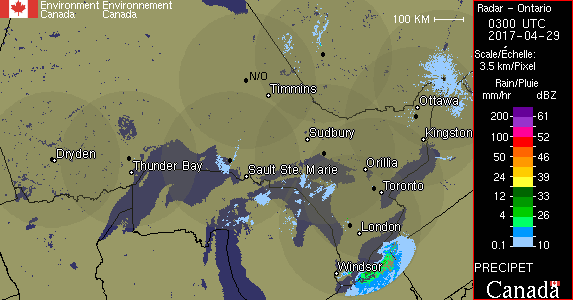 Environment Environnement
Canada Canada
100 KM
N/O
Timmins
Ottawa
Sudbury
Kingston
Dryden
Thunder Bay
Sault Ste. Marie
Orillia
Toronto
London
Windsor
Radar - Ontario
0300 UTC
2017-04-29
Scale/Échelle:
3.5 km/Pixel
Rain/Pluie
mm/hr dBZ
200 61
100 52
50 46
24 39
12 33
4 26
0.1 10
PRECIPET
Canada